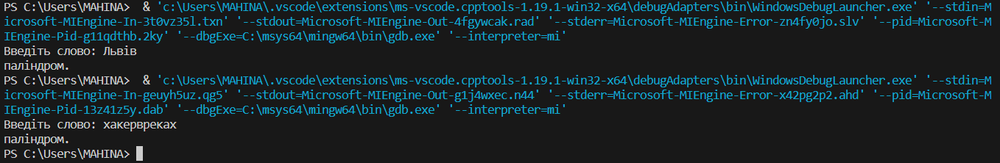 PS C:\Users\MAHINA>  & 'c:\Users\MAHINA\.vscode\extensions\ms-vscode.cpptools-1.19.1-win32-x64\debugAdapters\bin\WindowsDebugLauncher.exe' '--stdin=M
icrosoft-MIEngine-In-3t0vz35l.txn' '--stdout=Microsoft-MIEngine-Out-4fgywcak.rad' '--stderr=Microsoft-MIEngine-Error-zn4fy0jo.slv' '--pid=Microsoft-M
IEngine-Pid-g11qdthb.2ky' '--dbgExe=C:\msys64\mingw64\bin\gdb.exe' '--interpreter=mi'
Введіть слово: Львів
паліндром.
PS C:\Users\MAHINA>  & 'c:\Users\MAHINA\.vscode\extensions\ms-vscode.cpptools-1.19.1-win32-x64\debugAdapters\bin\WindowsDebugLauncher.exe' '--stdin=M
icrosoft-MIEngine-In-geuyh5uz.qg5' '--stdout=Microsoft-MIEngine-Out-g1j4wxec.n44' '--stderr=Microsoft-MIEngine-Error-x42pg2p2.ahd' '--pid=Microsoft-M
IEngine-Pid-13z41z5y.dab' '--dbgExe=C:\msys64\mingw64\bin\gdb.exe' '--interpreter=mi'
Введіть слово: хакервреках
паліндром.
PS C:\Users\MAHINA>